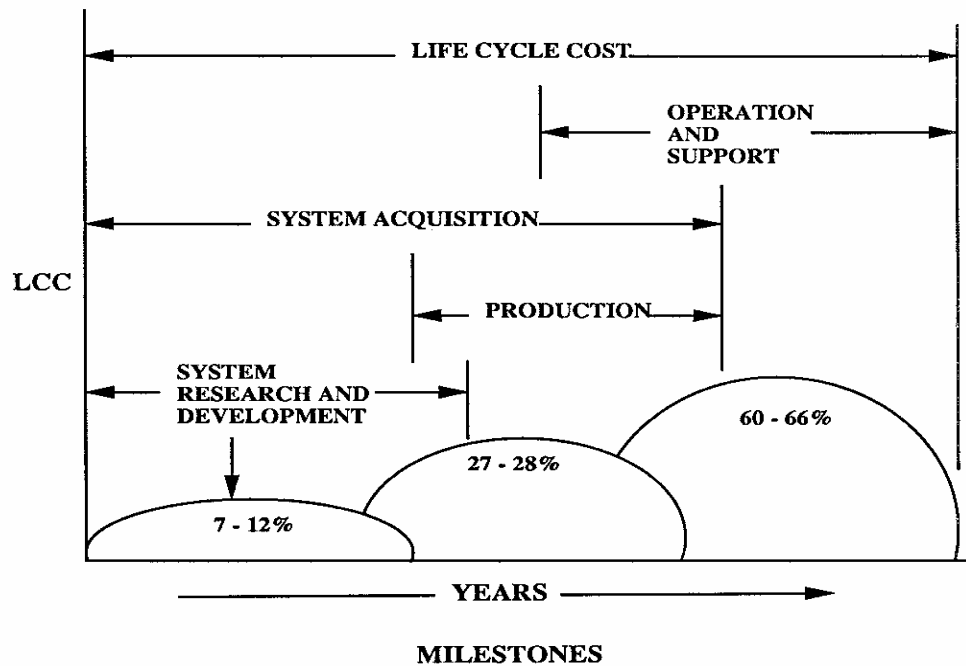 LIFE CYCLE COST
OPERATION
AND
SUPPORT
SYSTEM ACQUISITION
LCC
PRODUCTION
SYSTEM
RESEARCH AND
DEVELOPMENT
60 - 66%
27 - 28%
7 - 12%
YEARS
MILESTONES